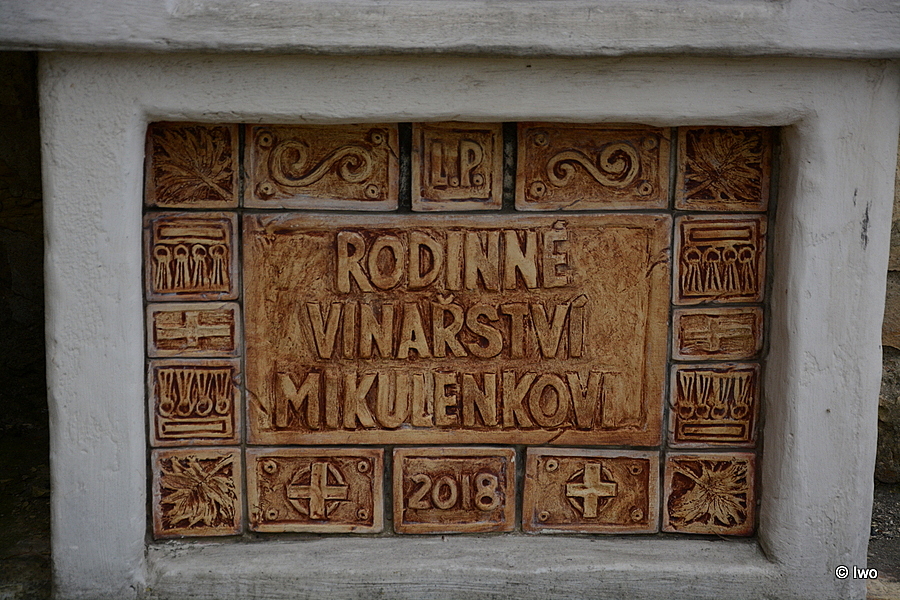 L.P.
RODINNÉ
VINAŘSTVÍ
MIKULENKOVI
2018
© Iwo